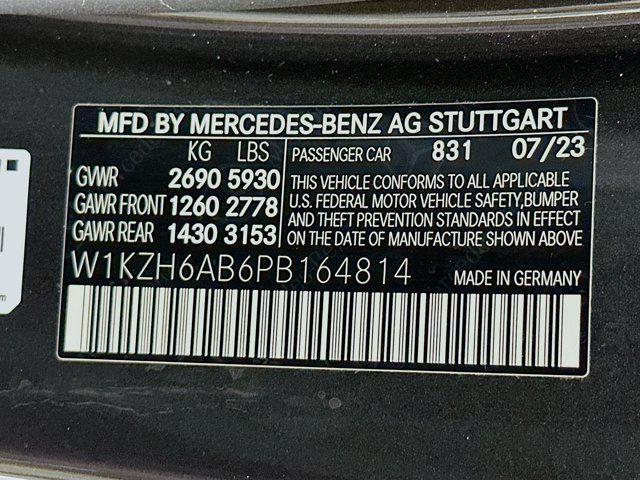 MFD BY MERCEDES-BENZ AG STUTTGART
KG LBS
GVWR 2690 5930
GAWR FRONT 1260 2778
GAWR REAR 1430 3153
PASSENGER CAR 831 07/23
THIS VEHICLE CONFORMS TO ALL APPLICABLE
U.S. FEDERAL MOTOR VEHICLE SAFETY,BUMPER
AND THEFT PREVENTION STANDARDS IN EFFECT
ON THE DATE OF MANUFACTURE SHOWN ABOVE.
W1KZH6AB6PB164814
MADE IN GERMANY